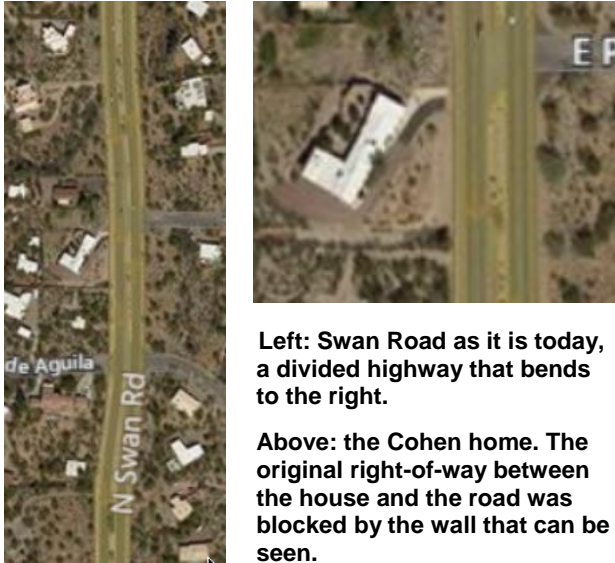 E
de Aguila
N Swan Rd
Left: Swan Road as it is today,
a divided highway that bends
to the right.
Above: the Cohen home. The
original right-of-way between
the house and the road was
blocked by the wall that can be
seen.